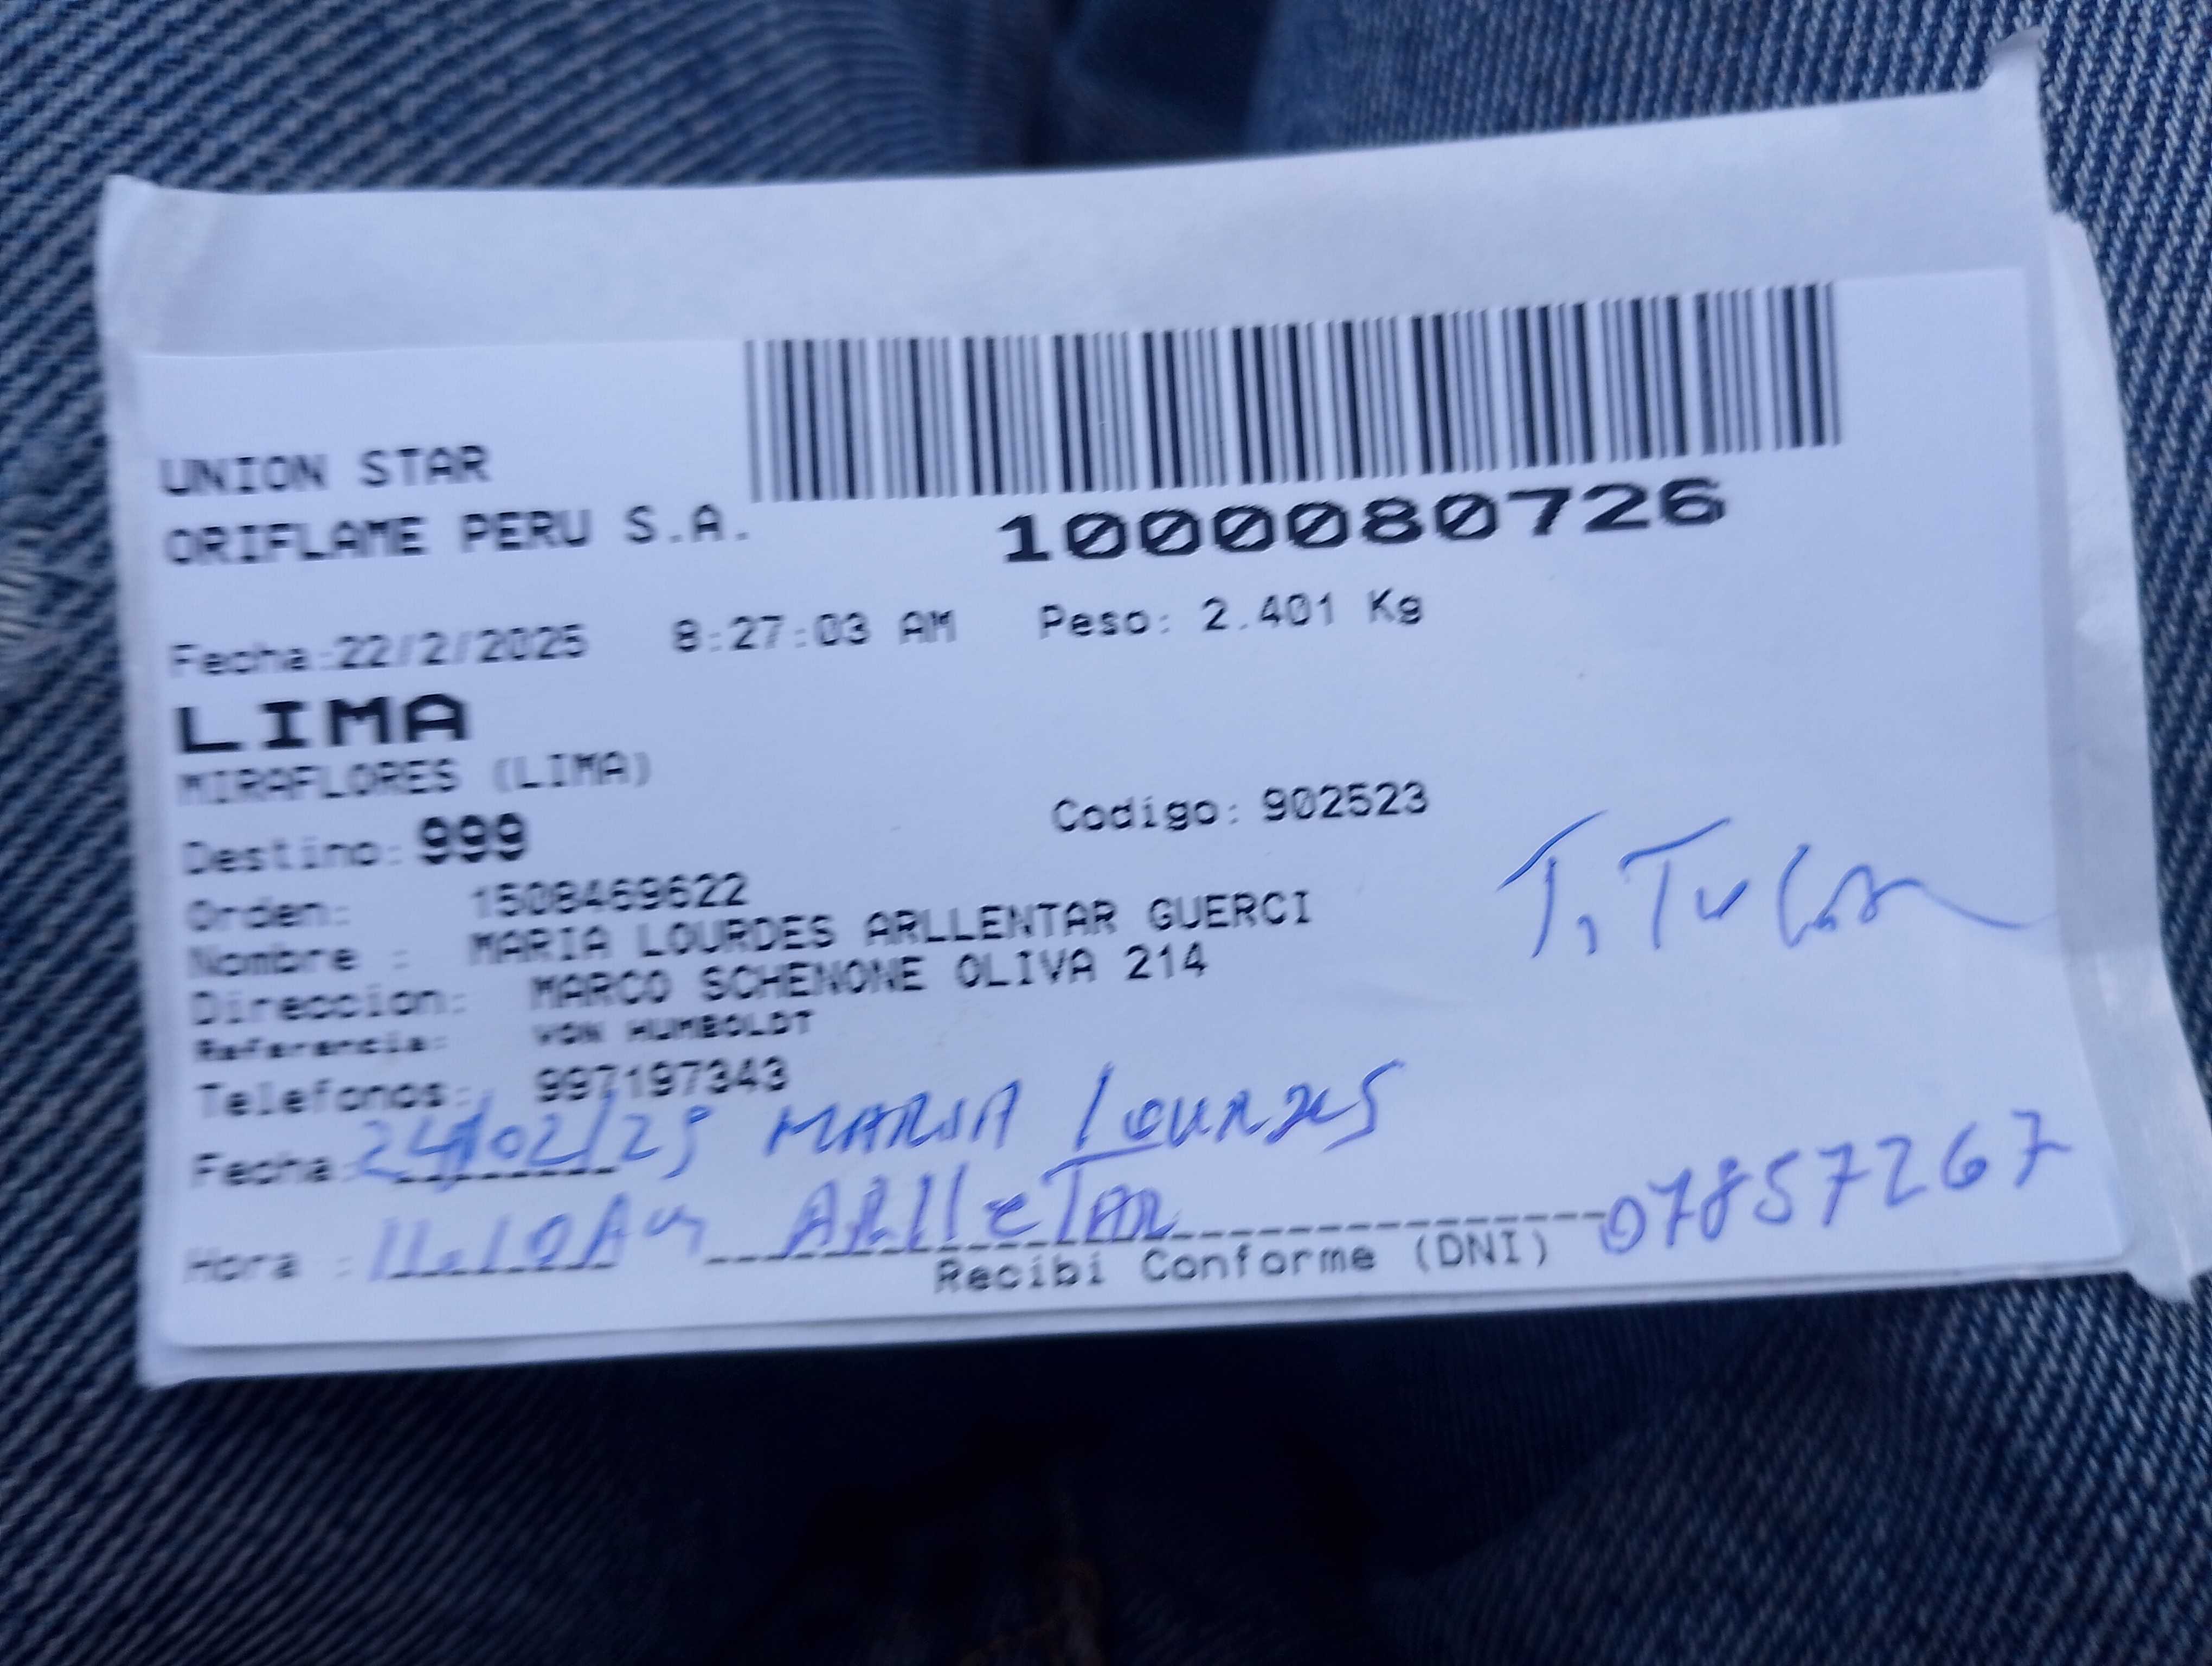 UNION STAR
ORIFLAME PERU S.A.
1000080726
Fecha:22/2/2025 8:27:03 AM Peso: 2.401 Kg
LIMA
MIRAFLORES (LIMA)
Destino: 999 Codigo: 902523
Orden: 1508469622
Nombre : MARIA LOURDES ARLLENTAR GUERCI
Direccion: MARCO SCHENONE OLIVA 214
Referencia: VON HUMBOLDT
Telefonos: 997197343
TiTular
Fecha: 24/02/25 MARIA LOURDES
Hora : 11:10 Am ARlleTAR 07857267
Recibi Conforme (DNI)